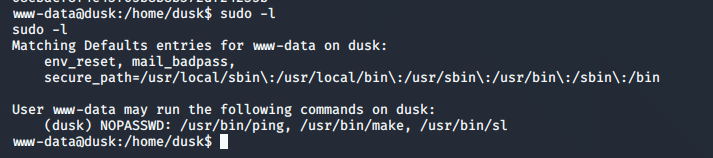 www-data@dusk:/home/dusk$ sudo -l
sudo -l
Matching Defaults entries for www-data on dusk:
    env_reset, mail_badpass,
    secure_path=/usr/local/sbin\:/usr/local/bin\:/usr/sbin\:/usr/bin\:/sbin\:/bin

User www-data may run the following commands on dusk:
    (dusk) NOPASSWD: /usr/bin/ping, /usr/bin/make, /usr/bin/sl
www-data@dusk:/home/dusk$